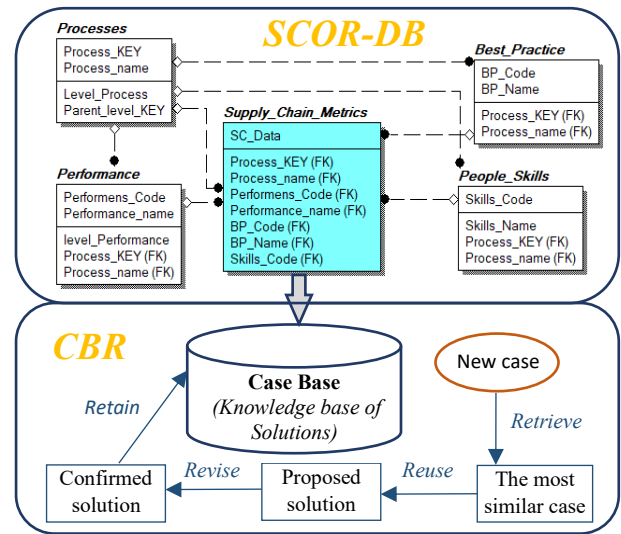 SCOR-DB
Processes
Process_KEY
Process_name
Level_Process
Parent_level_KEY
Best_Practice
BP_Code
BP_Name
Process_KEY (FK)
Process_name (FK)
Supply_Chain_Metrics
SC_Data
Process_KEY (FK)
Process_name (FK)
Performens_Code (FK)
Performance_name (FK)
BP_Code (FK)
BP_Name (FK)
Skills_Code (FK)
Performance
Performens_Code
Performance_name
level_Performance
Process_KEY (FK)
Process_name (FK)
People_Skills
Skills_Code
Skills_Name
Process_KEY (FK)
Process_name (FK)
CBR
Case Base
(Knowledge base of
Solutions)
New case
Retain
Retrieve
Confirmed
solution
Revise
Proposed
solution
Reuse
The most
similar case